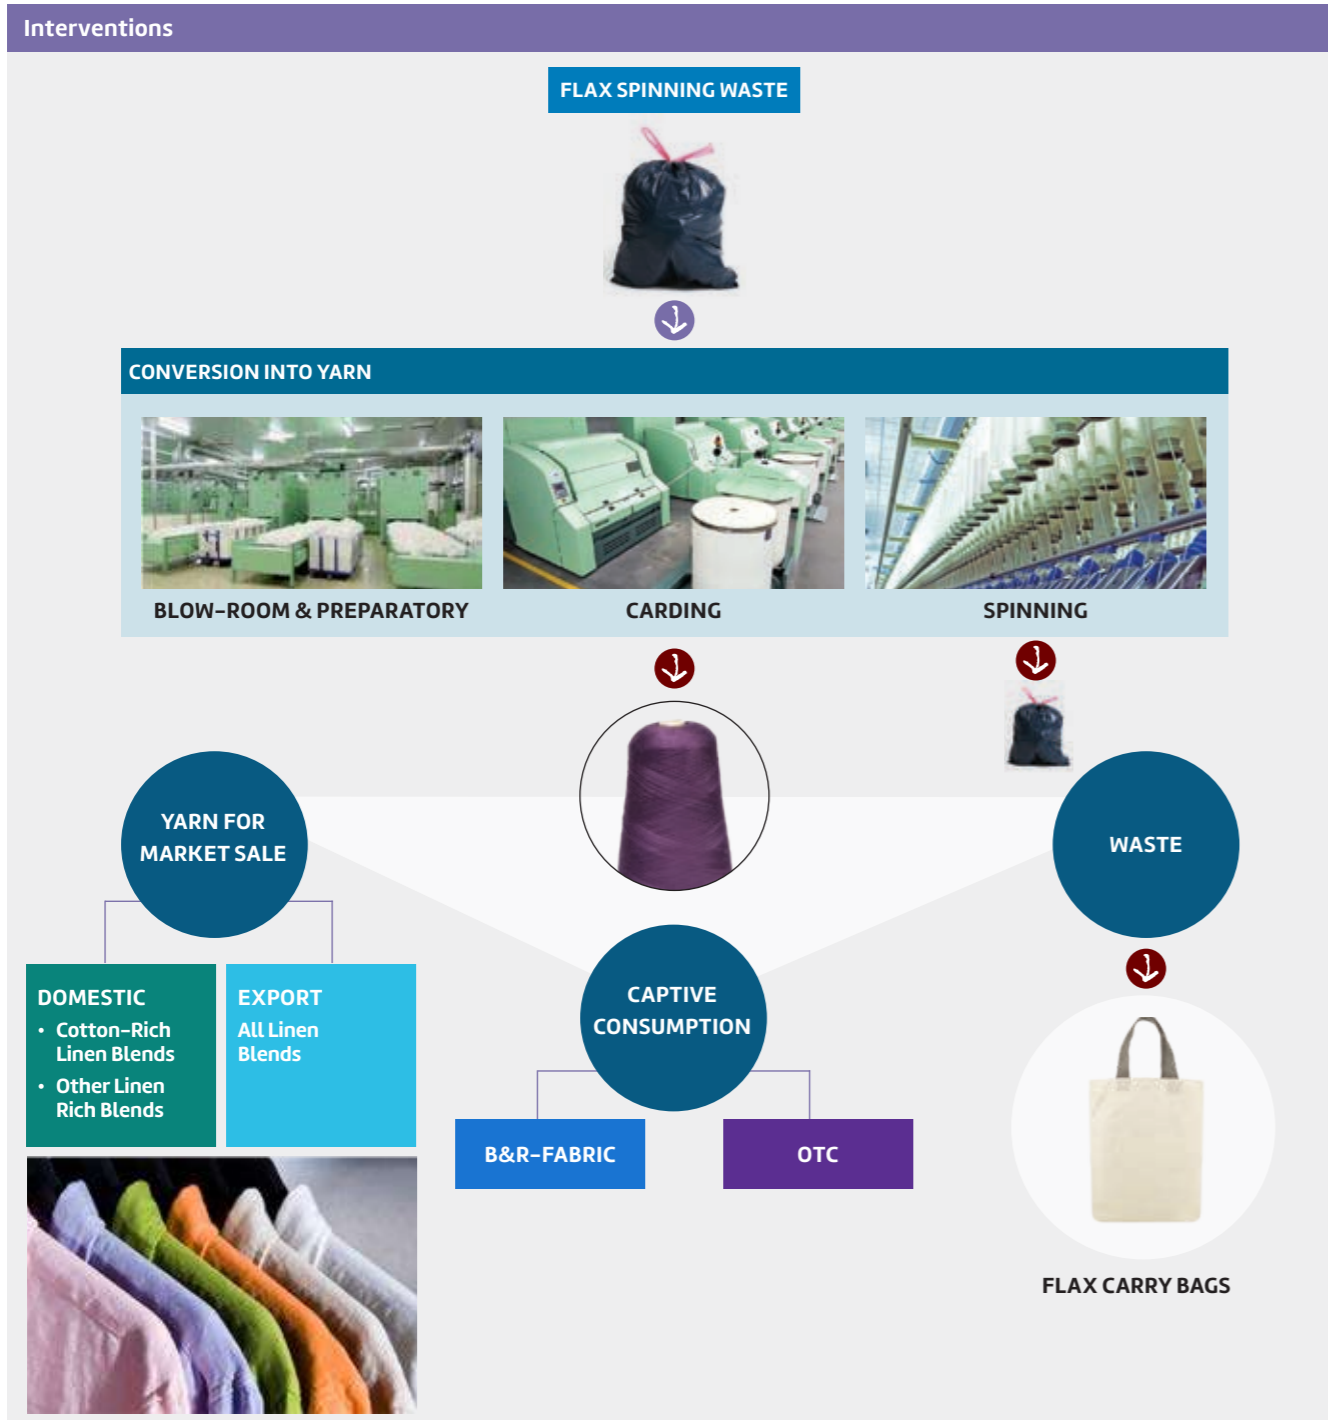 Interventions
FLAX SPINNING WASTE
CONVERSION INTO YARN
BLOW-ROOM & PREPARATORY
CARDING
SPINNING
YARN FOR
MARKET SALE
WASTE
DOMESTIC
• Cotton-Rich
Linen Blends
• Other Linen
Rich Blends
EXPORT
All Linen
Blends
CAPTIVE
CONSUMPTION
B&R-FABRIC
OTC
FLAX CARRY BAGS